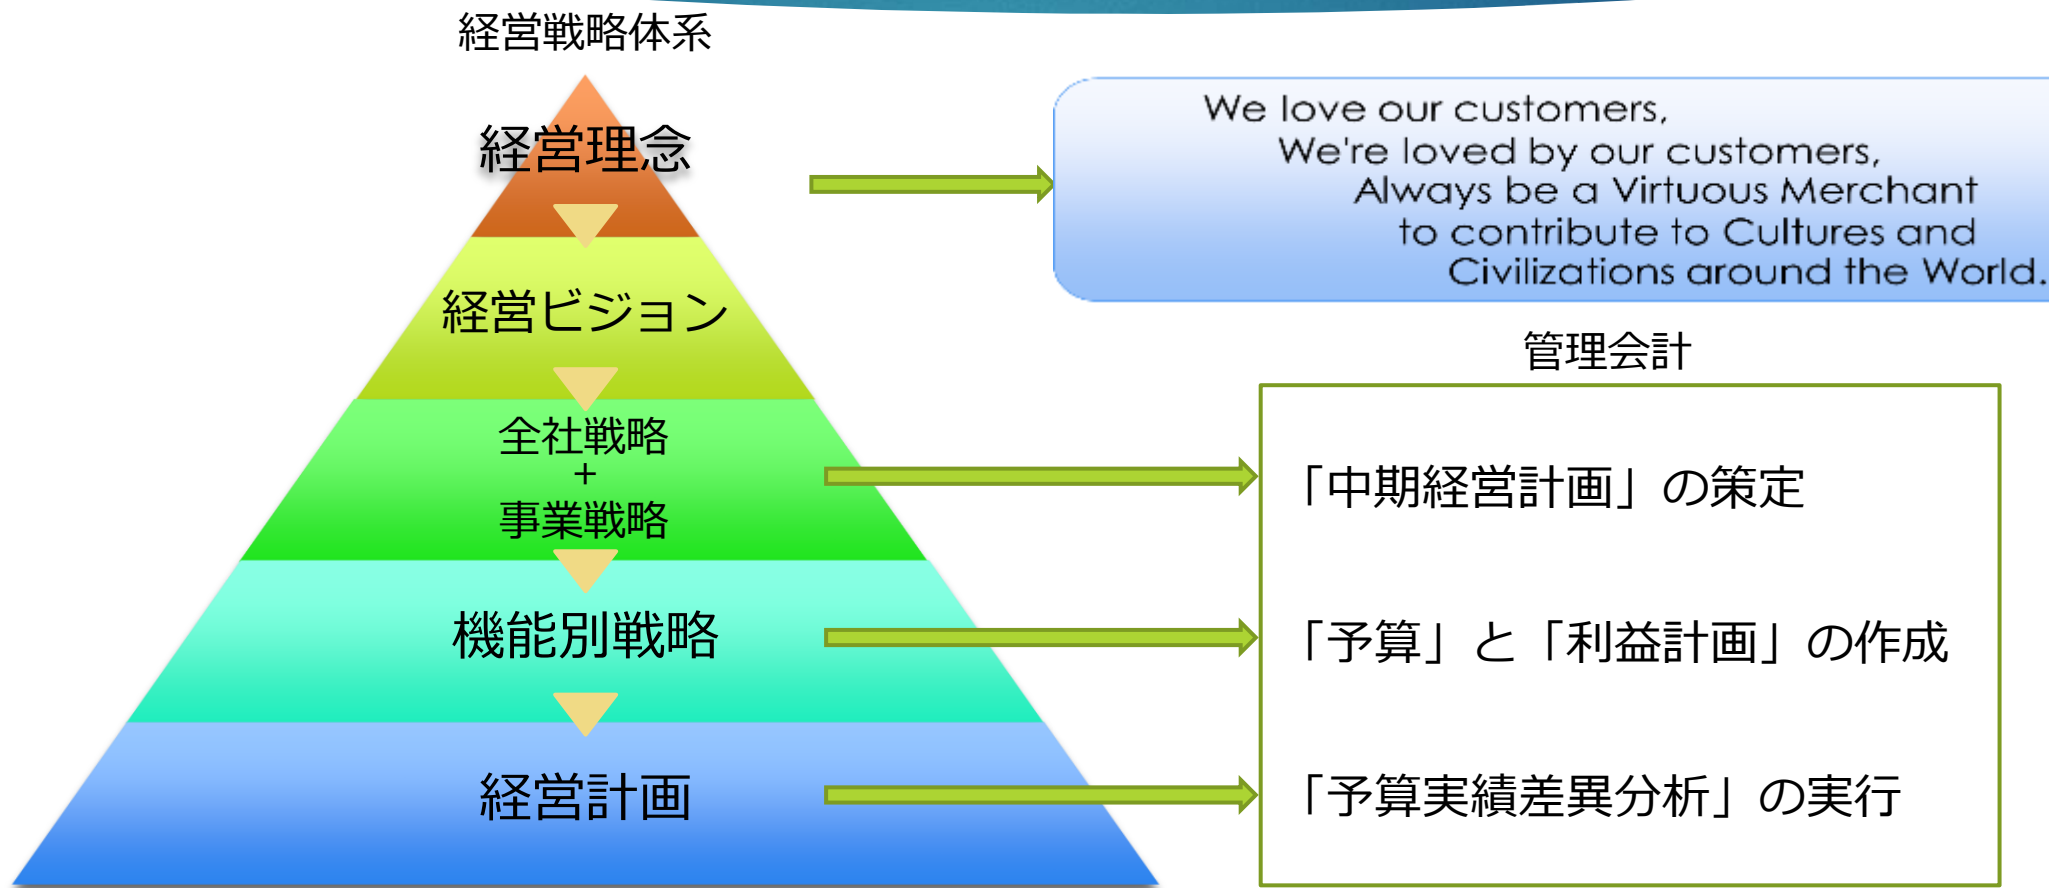 経営戦略体系
経営理念
経営ビジョン
全社戦略
+
事業戦略
機能別戦略
経営計画
We love our customers,
We're loved by our customers,
Always be a Virtuous Merchant
to contribute to Cultures and
Civilizations around the World.
管理会計
「中期経営計画」の策定
「予算」と「利益計画」の作成
「予算実績差異分析」の実行